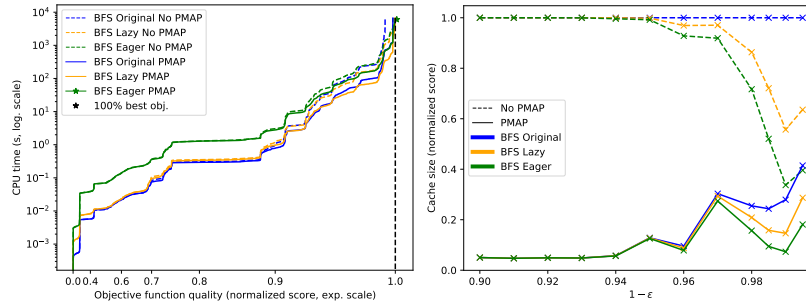 BFS Original No PMAP
BFS Lazy No PMAP
BFS Eager No PMAP
BFS Original PMAP
BFS Lazy PMAP
BFS Eager PMAP
100% best obj.
CPU time (s, log. scale)
10⁴
10³
10²
10¹
10⁰
10⁻¹
10⁻²
10⁻³
0.0 0.4 0.6 0.7 0.8 0.9 1.0
Objective function quality (normalized score, exp. scale)
Cache size (normalized score)
1.0
0.8
0.6
0.4
0.2
0.0
No PMAP
PMAP
BFS Original
BFS Lazy
BFS Eager
0.90 0.92 0.94 0.96 0.98
1 − ε